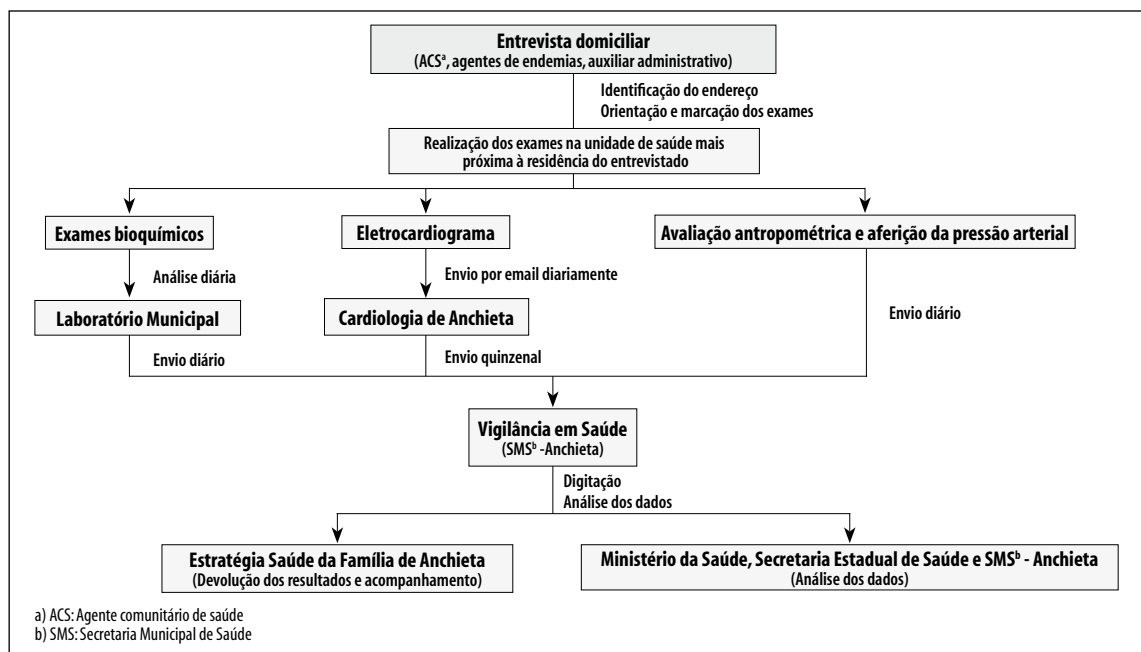 Entrevista domiciliar
(ACSª, agentes de endemias, auxiliar administrativo)
Identificação do endereço
Orientação e marcação dos exames
Realização dos exames na unidade de saúde mais
próxima à residência do entrevistado
Exames bioquímicos
Eletrocardiograma
Avaliação antropométrica e aferição da pressão arterial
Análise diária
Envio por email diariamente
Laboratório Municipal
Cardiologia de Anchieta
Envio diário
Envio diário
Envio quinzenal
Vigilância em Saúde
(SMSᵇ -Anchieta)
Digitação
Análise dos dados
Estratégia Saúde da Família de Anchieta
(Devolução dos resultados e acompanhamento)
Ministério da Saúde, Secretaria Estadual de Saúde e SMSᵇ - Anchieta
(Análise dos dados)
a) ACS: Agente comunitário de saúde
b) SMS: Secretaria Municipal de Saúde